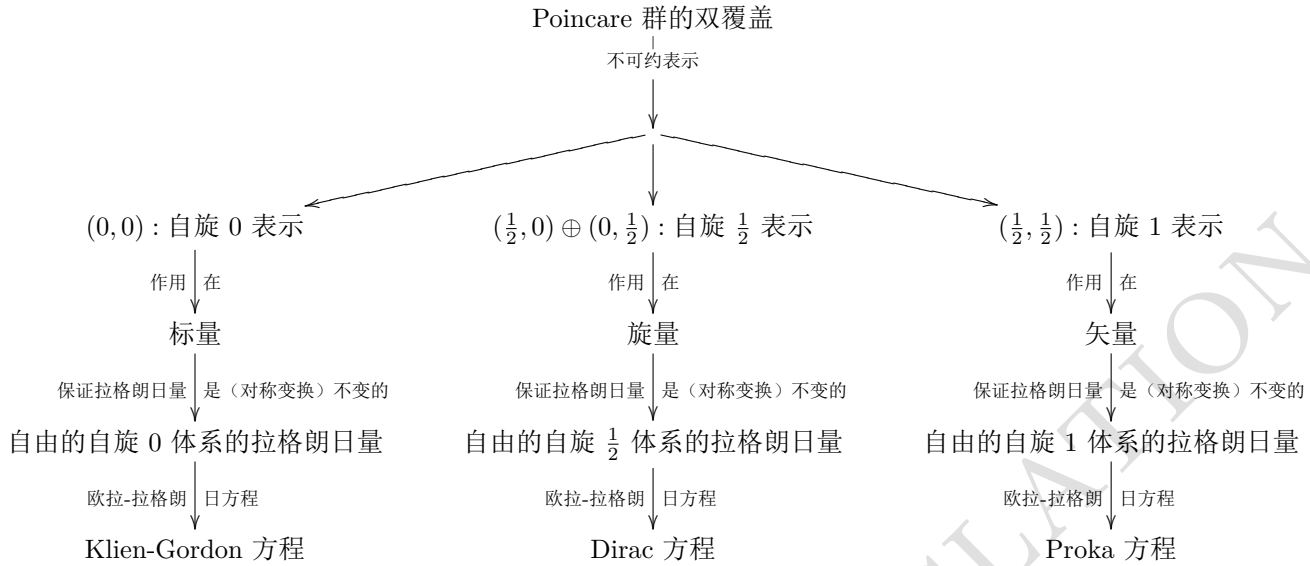 Poincare 群的双覆盖
不可约表示
(0, 0) : 自旋 0 表示
(1/2, 0) ⊕ (0, 1/2) : 自旋 1/2 表示
(1/2, 1/2) : 自旋 1 表示
作用 在
作用 在
作用 在
标量
旋量
矢量
保证拉格朗日量 是（对称变换）不变的
保证拉格朗日量 是（对称变换）不变的
保证拉格朗日量 是（对称变换）不变的
自由的自旋 0 体系的拉格朗日量
自由的自旋 1/2 体系的拉格朗日量
自由的自旋 1 体系的拉格朗日量
欧拉-拉格朗 日方程
欧拉-拉格朗 日方程
欧拉-拉格朗 日方程
Klien-Gordon 方程
Dirac 方程
Proka 方程